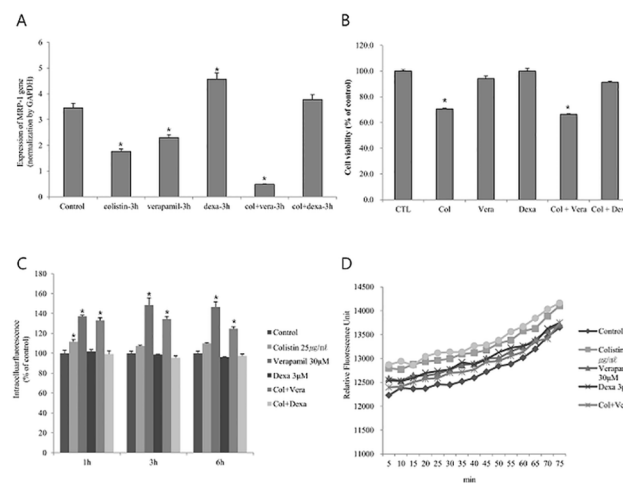 A
Expression of MRP-1 gene
(normalization by GAPDH)
6
5
4
3
2
1
0
*
*
*
*
Control
colistin-3h
verapamil-3h
dexa-3h
col+vera-3h
col+dexa-3h
B
Cell viability (% of control)
120.0
100.0
80.0
60.0
40.0
20.0
0.0
*
*
CTL
Col
Vera
Dexa
Col + Vera
Col + Dex
C
(% of control)
180
160
140
120
100
80
60
40
20
0
*
*
*
*
*
*
*
1h
3h
6h
Control
Colistin 25㎍/㎖
Verapamil 30μM
Dexa 3μM
Col+Vera
Col+Dexa
D
Relative Fluorescence Unit
14500
14000
13500
13000
12500
12000
11500
11000
5 10 15 20 25 30 35 40 45 50 55 60 65 70 75
min
Control
Colistin
㎍/㎖
Verapa
30μM
Dexa 3μ
Col+Ve